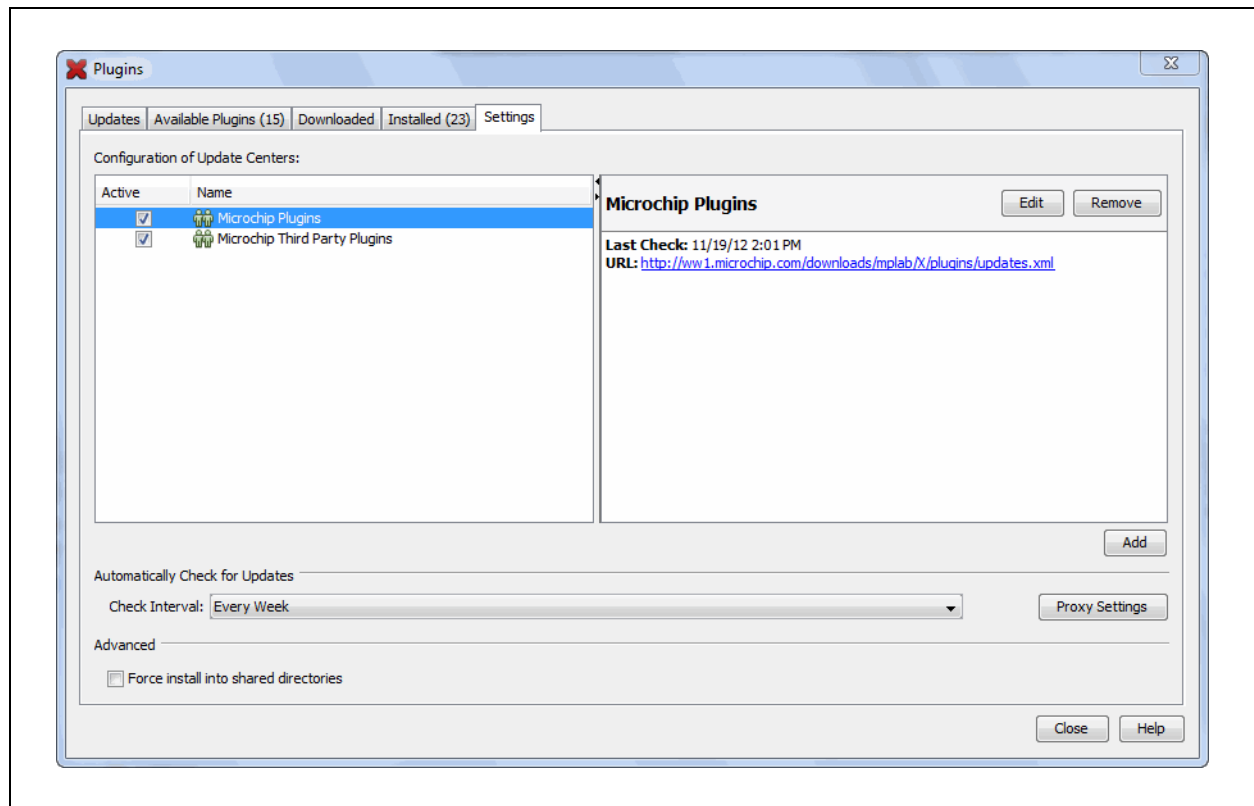 Plugins
Updates Available Plugins (15) Downloaded Installed (23) Settings
Configuration of Update Centers:
Active Name
Microchip Plugins
Microchip Third Party Plugins
Microchip Plugins Edit Remove
Last Check: 11/19/12 2:01 PM
URL: http://ww1.microchip.com/downloads/mplab/X/plugins/updates.xml
Add
Automatically Check for Updates
Check Interval: Every Week Proxy Settings
Advanced
Force install into shared directories
Close Help